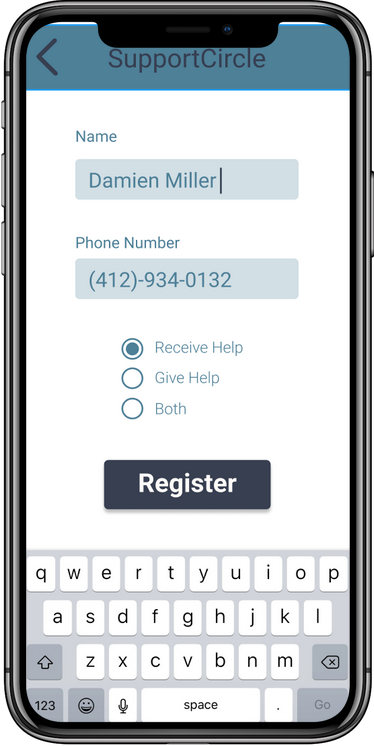 SupportCircle
Name
Damien Miller
Phone Number
(412)-934-0132
Receive Help
Give Help
Both
Register
q w e r t y u i o p
a s d f g h j k l
z x c v b n m
123 space . Go